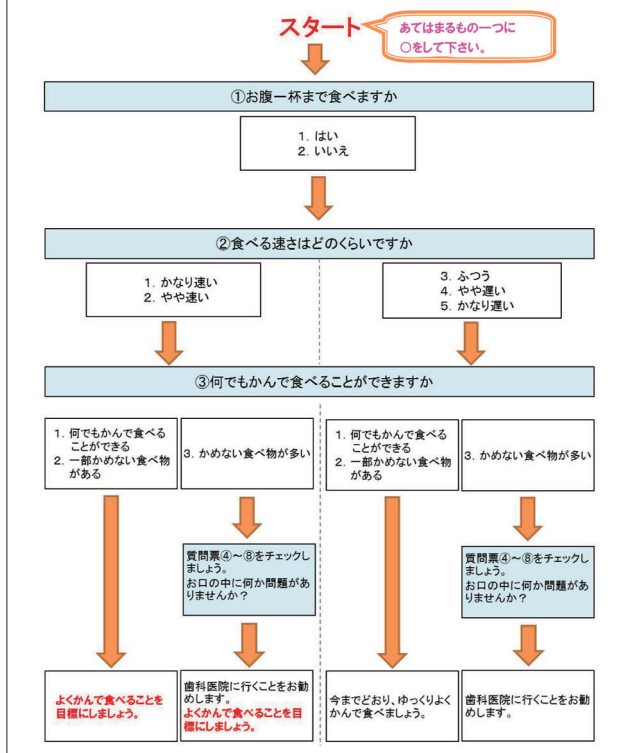 スタート
あてはまるもの一つに
○をして下さい。
①お腹一杯まで食べますか
1. はい
2. いいえ
②食べる速さはどのくらいですか
1. かなり速い
2. やや速い
3. ふつう
4. やや遅い
5. かなり遅い
③何でもかんで食べることができますか
1. 何でもかんで食べる
ことができる
2. 一部かめない食べ物
がある
3. かめない食べ物が多い
1. 何でもかんで食べる
ことができる
2. 一部かめない食べ物
がある
3. かめない食べ物が多い
質問票④～⑧をチェックし
ましょう。
お口の中に何か問題があ
りませんか？
質問票④～⑧をチェックし
ましょう。
お口の中に何か問題があ
りませんか？
よくかんで食べることを
目標にしましょう。
歯科医院に行くことをお勧
めします。
よくかんで食べることを目
標にしましょう。
今までどおり、ゆっくりよく
かんで食べましょう。
歯科医院に行くことをお勧
めします。